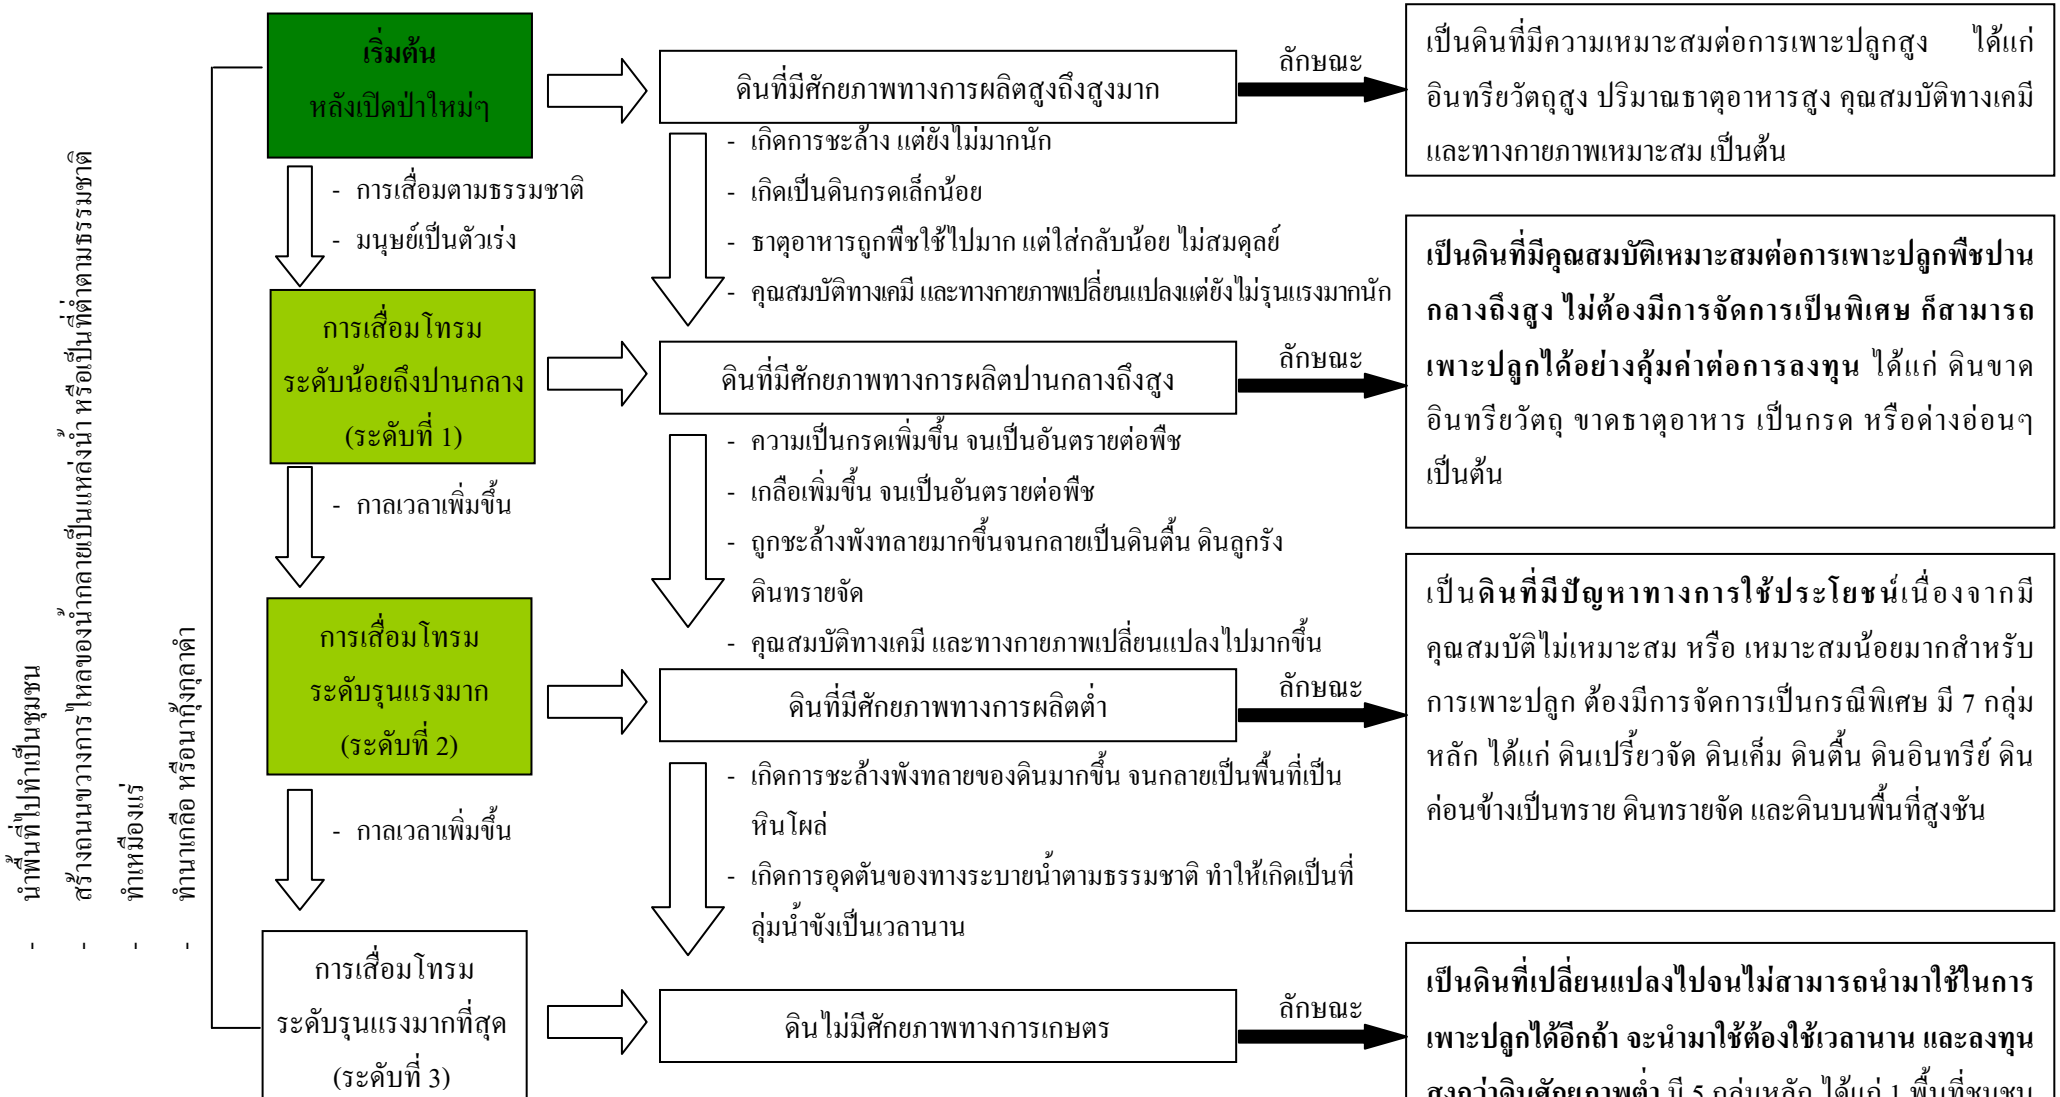 เริ่มต้น
หลังเปิดป่าใหม่ๆ
ดินที่มีศักยภาพทางการผลิตสูงถึงสูงมาก
ลักษณะ
เป็นดินที่มีความเหมาะสมต่อการเพาะปลูกสูง ได้แก่
อินทรียวัตถุสูง ปริมาณธาตุอาหารสูง คุณสมบัติทางเคมี
และทางกายภาพเหมาะสม เป็นต้น
- การเสื่อมตามธรรมชาติ
- มนุษย์เป็นตัวเร่ง
- เกิดการชะล้าง แต่ยังไม่มากนัก
- เกิดเป็นดินกรดเล็กน้อย
- ธาตุอาหารถูกพืชใช้ไปมาก แต่ใส่กลับน้อย ไม่สมดุลย์
- คุณสมบัติทางเคมี และทางกายภาพเปลี่ยนแปลงแต่ยังไม่รุนแรงมากนัก
การเสื่อมโทรม
ระดับน้อยถึงปานกลาง
(ระดับที่ 1)
ดินที่มีศักยภาพทางการผลิตปานกลางถึงสูง
ลักษณะ
เป็นดินที่มีคุณสมบัติเหมาะสมต่อการเพาะปลูกพืชปาน
กลางถึงสูง ไม่ต้องมีการจัดการเป็นพิเศษ ก็สามารถ
เพาะปลูกได้อย่างคุ้มค่าต่อการลงทุน ได้แก่ ดินขาด
อินทรียวัตถุ ขาดธาตุอาหาร เป็นกรด หรือด่างอ่อนๆ
เป็นต้น
- กาลเวลาเพิ่มขึ้น
- ความเป็นกรดเพิ่มขึ้น จนเป็นอันตรายต่อพืช
- เกลือเพิ่มขึ้น จนเป็นอันตรายต่อพืช
- ถูกชะล้างพังทลายมากขึ้นจนกลายเป็นดินตื้น ดินลูกรัง
ดินทรายจัด
- คุณสมบัติทางเคมี และทางกายภาพเปลี่ยนแปลงไปมากขึ้น
การเสื่อมโทรม
ระดับรุนแรงมาก
(ระดับที่ 2)
ดินที่มีศักยภาพทางการผลิตต่ำ
ลักษณะ
เป็นดินที่มีปัญหาทางการใช้ประโยชน์เนื่องจากมี
คุณสมบัติไม่เหมาะสม หรือ เหมาะสมน้อยมากสำหรับ
การเพาะปลูก ต้องมีการจัดการเป็นกรณีพิเศษ มี 7 กลุ่ม
หลัก ได้แก่ ดินเปรี้ยวจัด ดินเค็ม ดินตื้น ดินอินทรีย์ ดิน
ค่อนข้างเป็นทราย ดินทรายจัด และดินบนพื้นที่สูงชัน
- กาลเวลาเพิ่มขึ้น
- เกิดการชะล้างพังทลายของดินมากขึ้น จนกลายเป็นพื้นที่เป็น
หินโผล่
- เกิดการอุดตันของทางระบายน้ำตามธรรมชาติ ทำให้เกิดเป็นที่
ลุ่มน้ำขังเป็นเวลานาน
การเสื่อมโทรม
ระดับรุนแรงมากที่สุด
(ระดับที่ 3)
ดินไม่มีศักยภาพทางการเกษตร
ลักษณะ
เป็นดินที่เปลี่ยนแปลงไปจนไม่สามารถนำมาใช้ในการ
เพาะปลูกได้อีกถ้า จะนำมาใช้ต้องใช้เวลานาน และลงทุน
สูงกว่าดินศักยภาพต่ำ มี 5 กลุ่มหลัก ได้แก่ 1 พื้นที่ชุมชน
- นำพื้นที่ไปทำเป็นชุมชน
- สร้างถนนขวางการไหลของน้ำกลายเป็นแหล่งน้ำ หรือเป็นที่ต่ำตามธรรมชาติ
- ทำเหมืองแร่
- ทำนาเกลือ หรือนากุ้งกุลาดำ